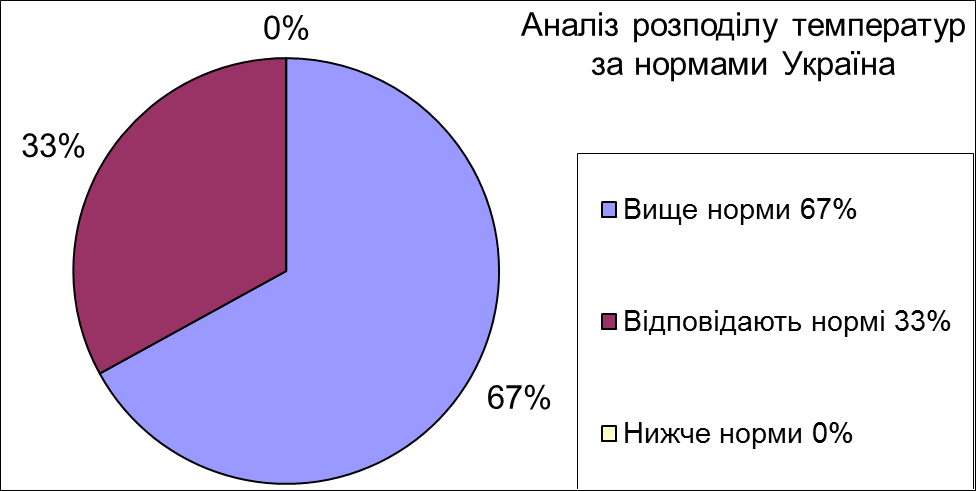 Аналіз розподілу температур
за нормами Україна
0%
33%
67%
Вище норми 67%
Відповідають нормі 33%
Нижче норми 0%